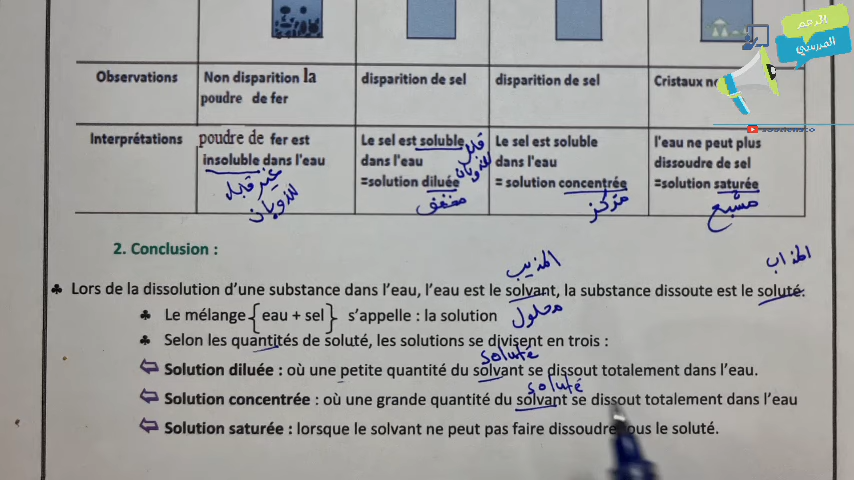 الدعم
المدرسي
Observations
Non disparition la
poudre de fer
disparition de sel
disparition de sel
Cristaux
Interprétations
poudre de fer est
insoluble dans l'eau
غير قابل
للذوبان
Le sel est soluble
dans l'eau
=solution diluée
قابل
للذوبان
مخفف
Le sel est soluble
dans l'eau
= solution concentrée
مركز
l'eau ne peut plus
dissoudre de sel
=solution saturée
مشبع
2. Conclusion :
المذيب
المذاب
♣ Lors de la dissolution d'une substance dans l'eau, l'eau est le solvant, la substance dissoute est le soluté.
♣ Le mélange { eau + sel } s'appelle : la solution محلول
♣ Selon les quantités de soluté, les solutions se divisent en trois :
soluté
Solution diluée : où une petite quantité du solvant se dissout totalement dans l'eau.
soluté
Solution concentrée : où une grande quantité du solvant se dissout totalement dans l'eau
Solution saturée : lorsque le solvant ne peut pas faire dissoudre ous le soluté.